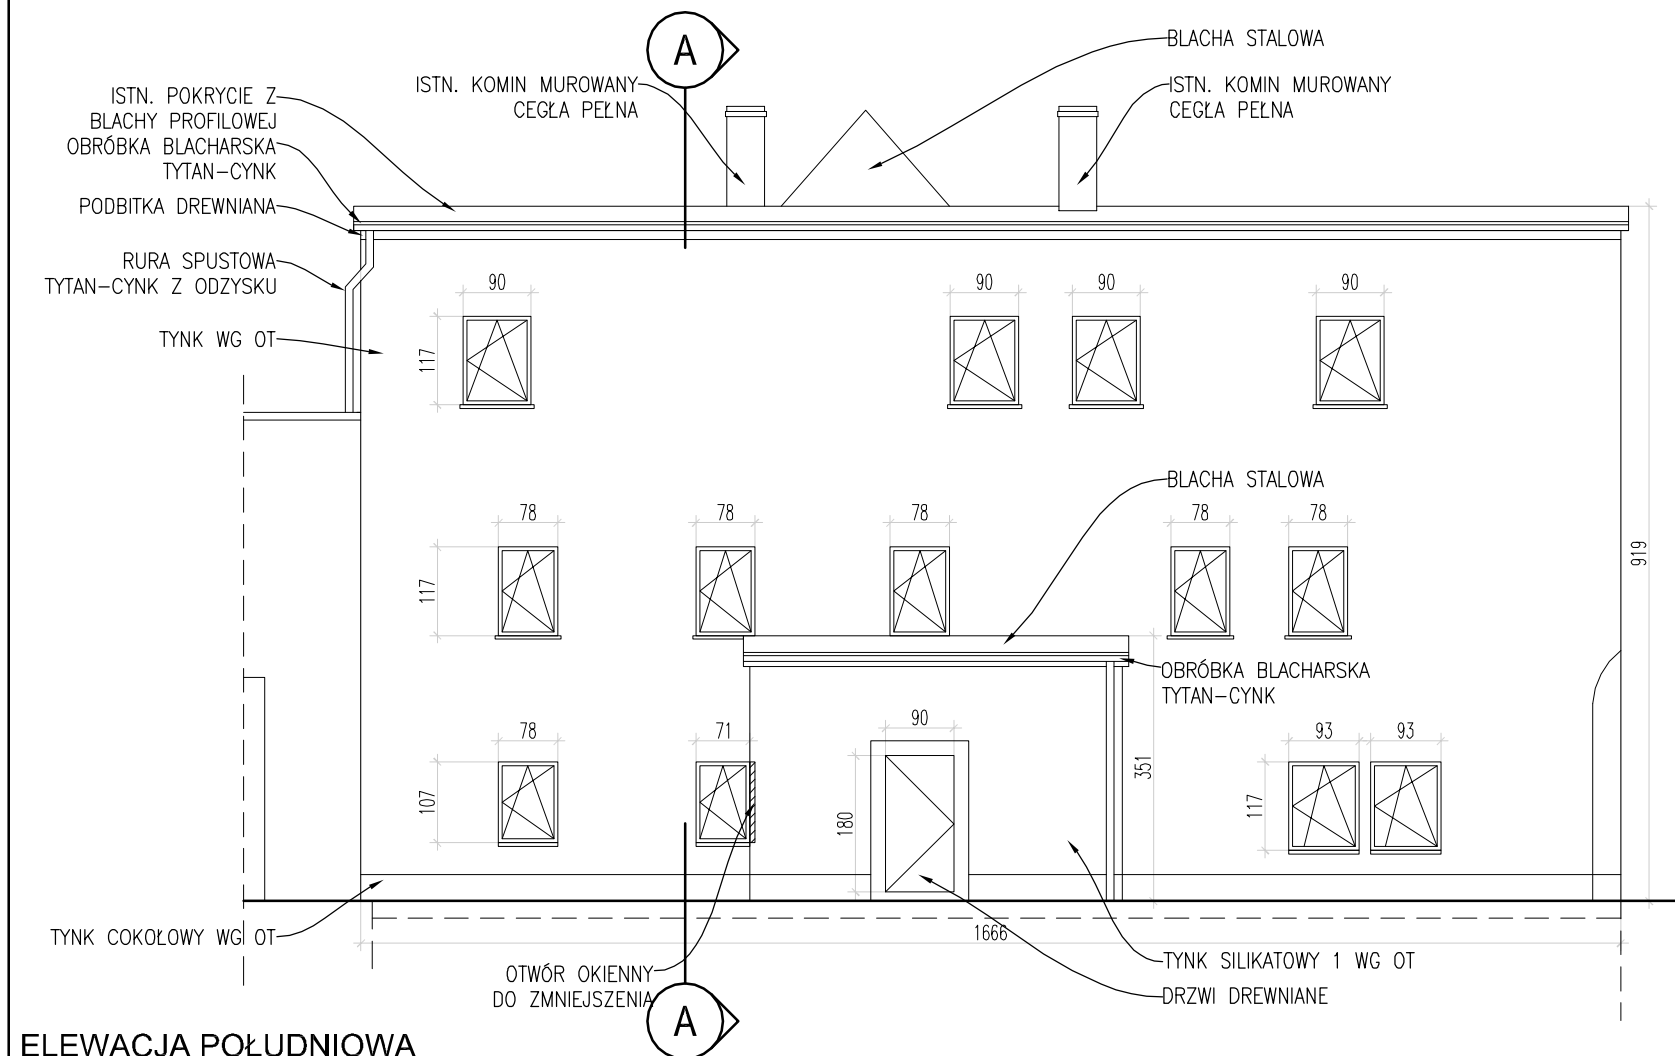 A
BLACHA STALOWA
ISTN. POKRYCIE Z
BLACHY PROFILOWEJ
ISTN. KOMIN MUROWANY
CEGŁA PEŁNA
ISTN. KOMIN MUROWANY
CEGŁA PEŁNA
OBRÓBKA BLACHARSKA
TYTAN-CYNK
PODBITKA DREWNIANA
RURA SPUSTOWA
TYTAN-CYNK Z ODZYSKU
TYNK WG OT
90
90
90
90
117
BLACHA STALOWA
78
78
78
78
78
117
919
OBRÓBKA BLACHARSKA
TYTAN-CYNK
78
71
90
93
93
107
180
351
117
TYNK COKOŁOWY WG OT
1666
OTWÓR OKIENNY
DO ZMNIEJSZENIA
TYNK SILIKATOWY 1 WG OT
DRZWI DREWNIANE
A
ELEWACJA POŁUDNIOWA